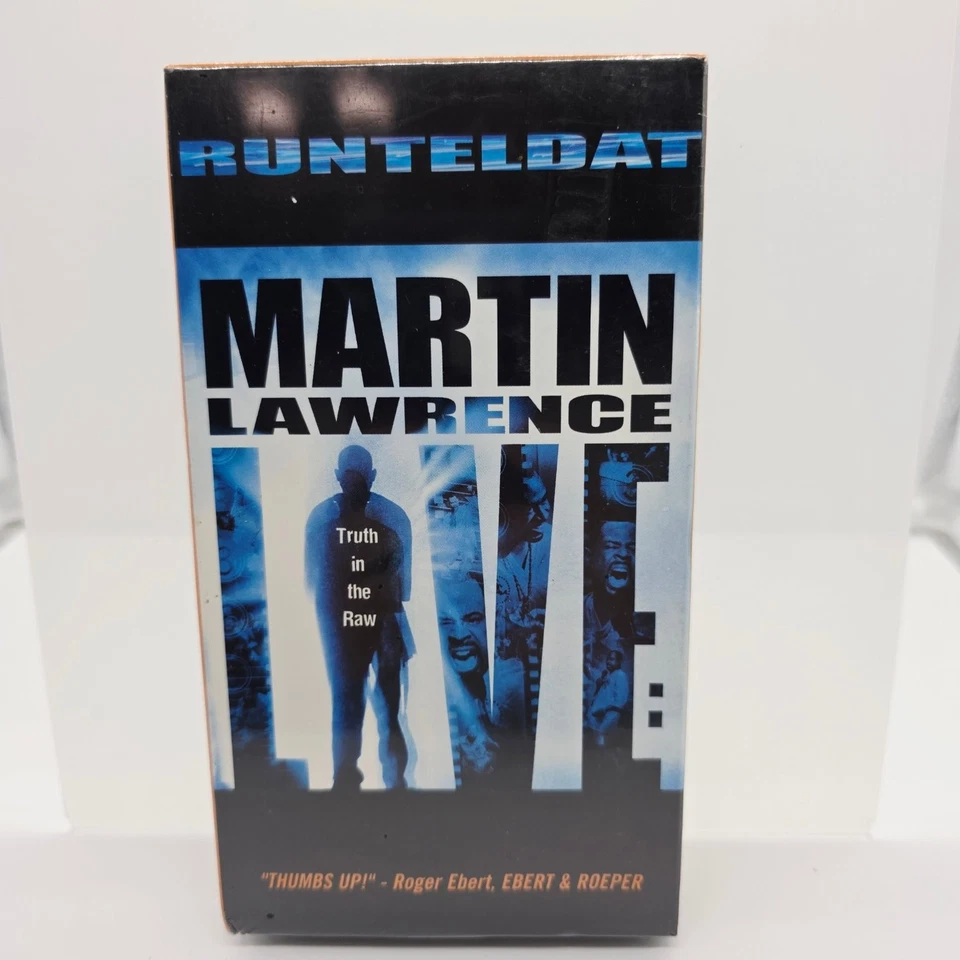 RUNTELDAT
MARTIN
LAWRENCE
LIVE:
Truth
in
the
Raw
"THUMBS UP!" - Roger Ebert, EBERT & ROEPER